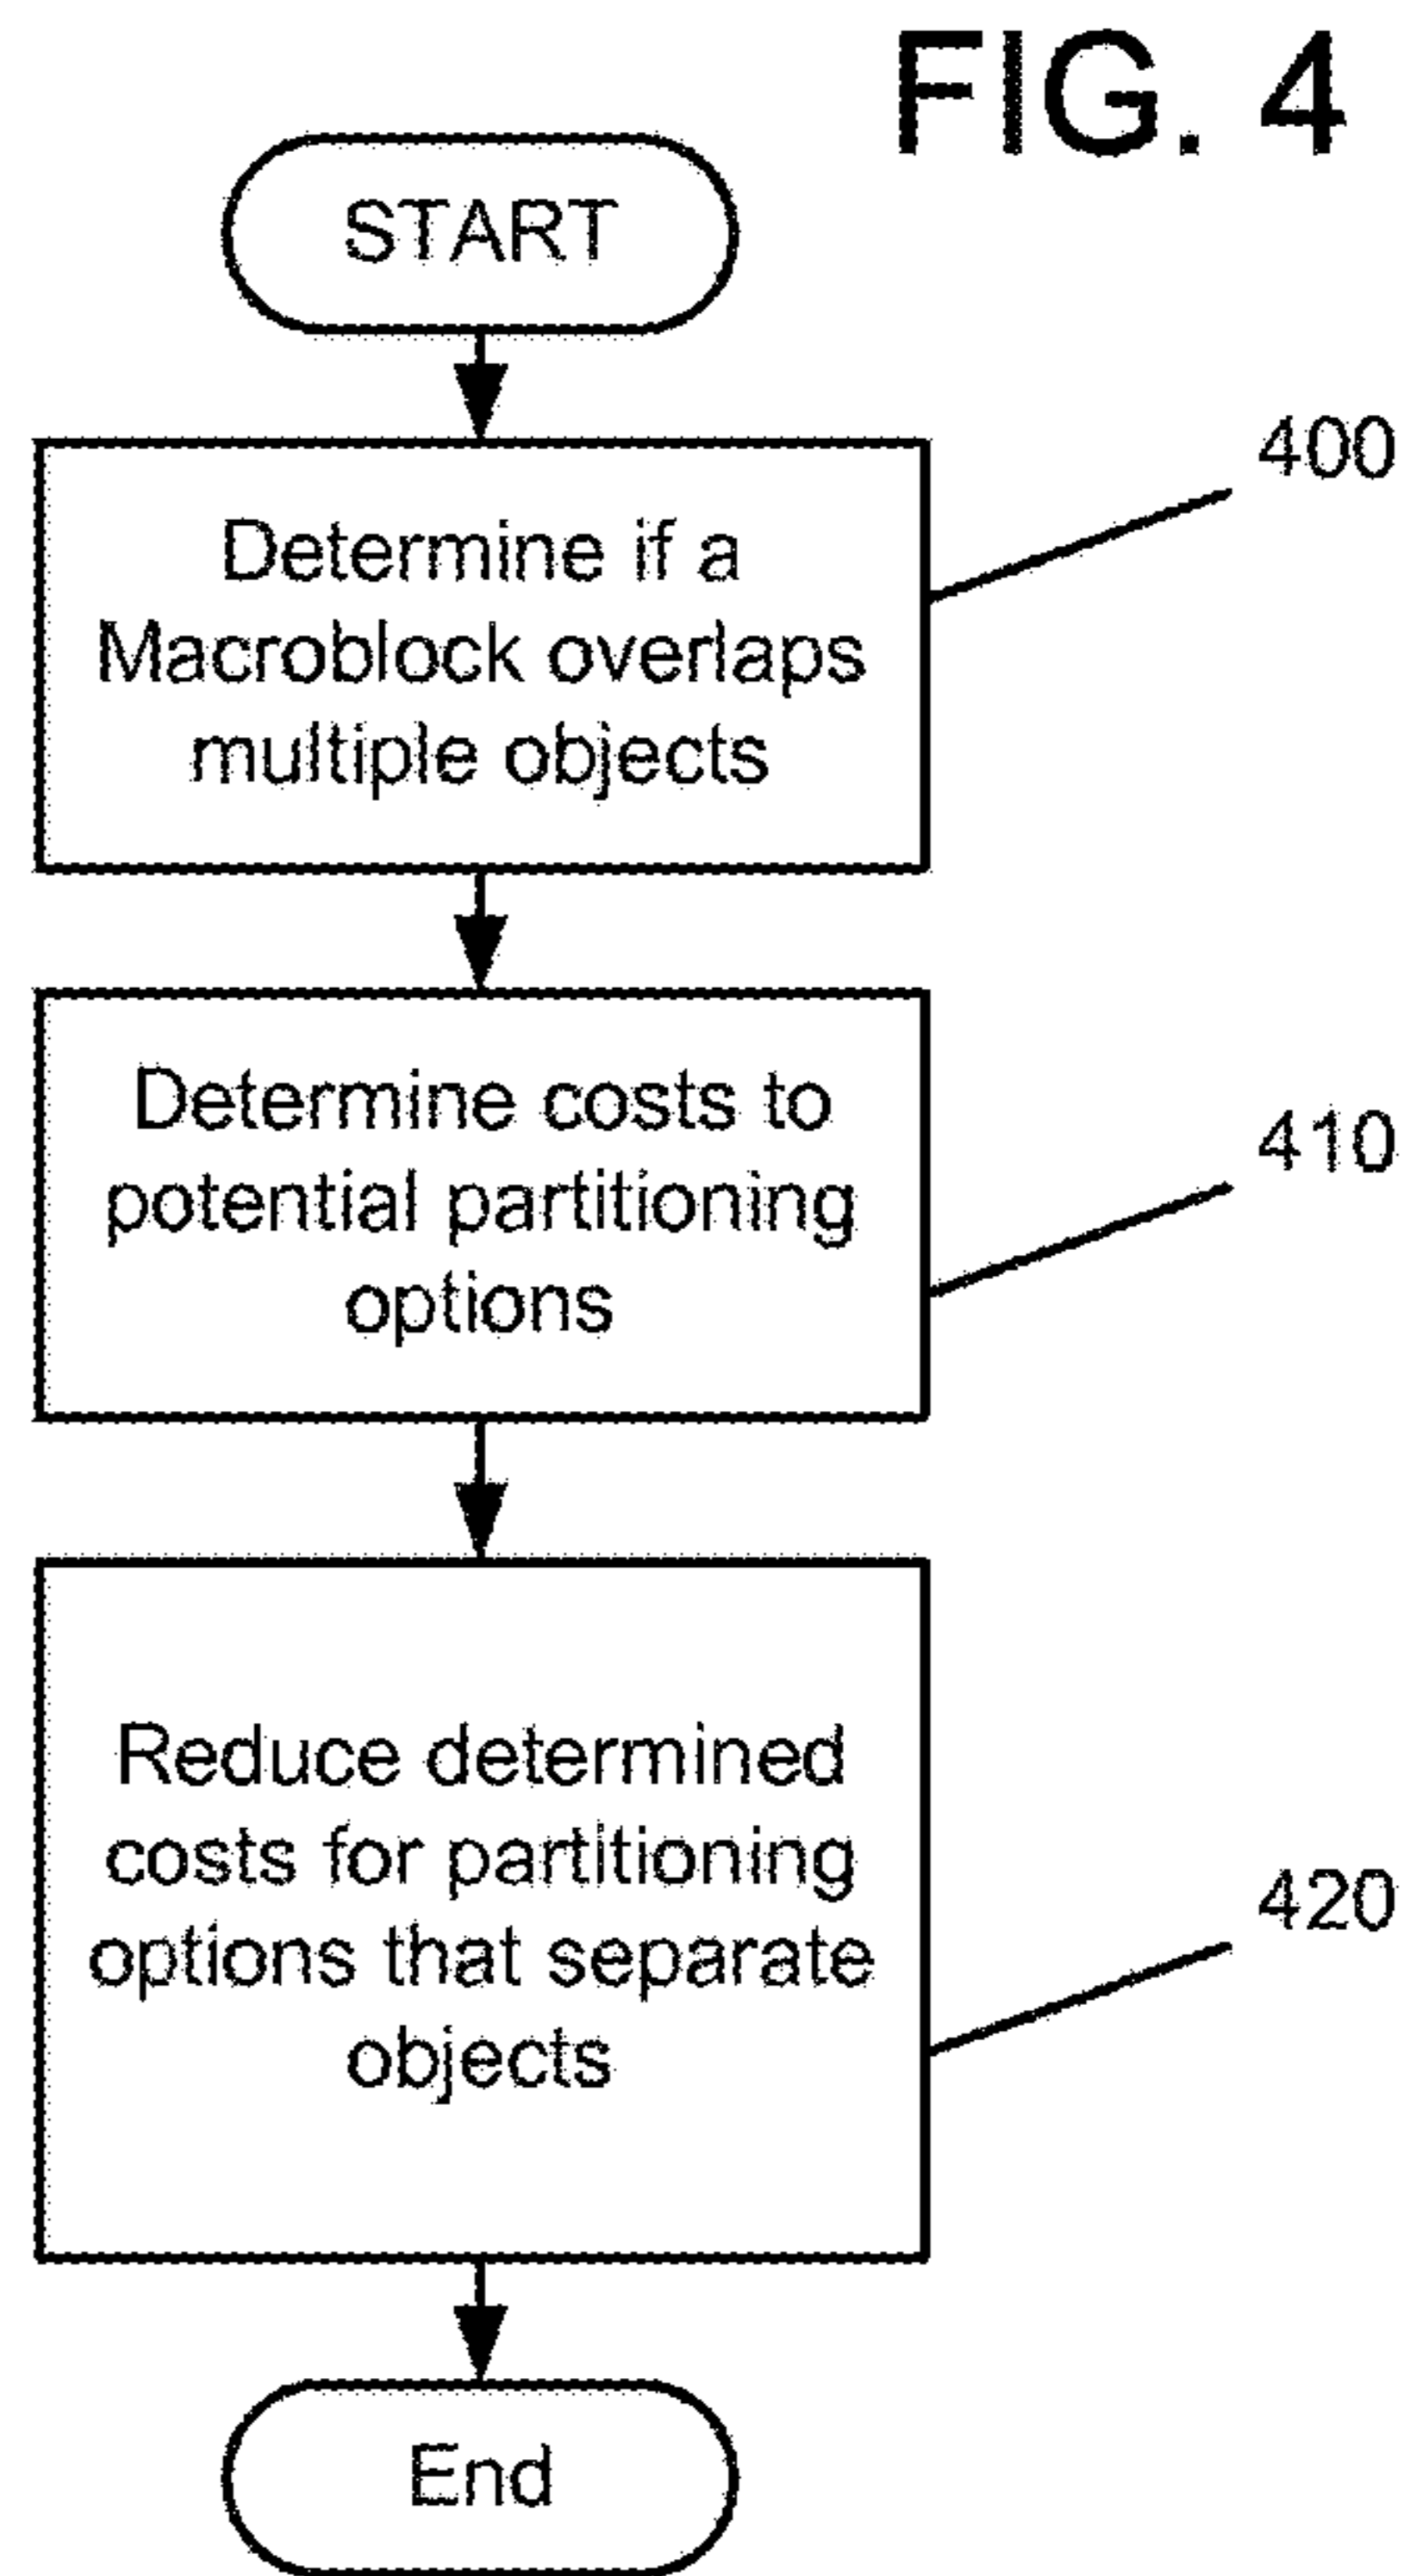 FIG. 4
START
400
Determine if a
Macroblock overlaps
multiple objects
410
Determine costs to
potential partitioning
options
420
Reduce determined
costs for partitioning
options that separate
objects
End